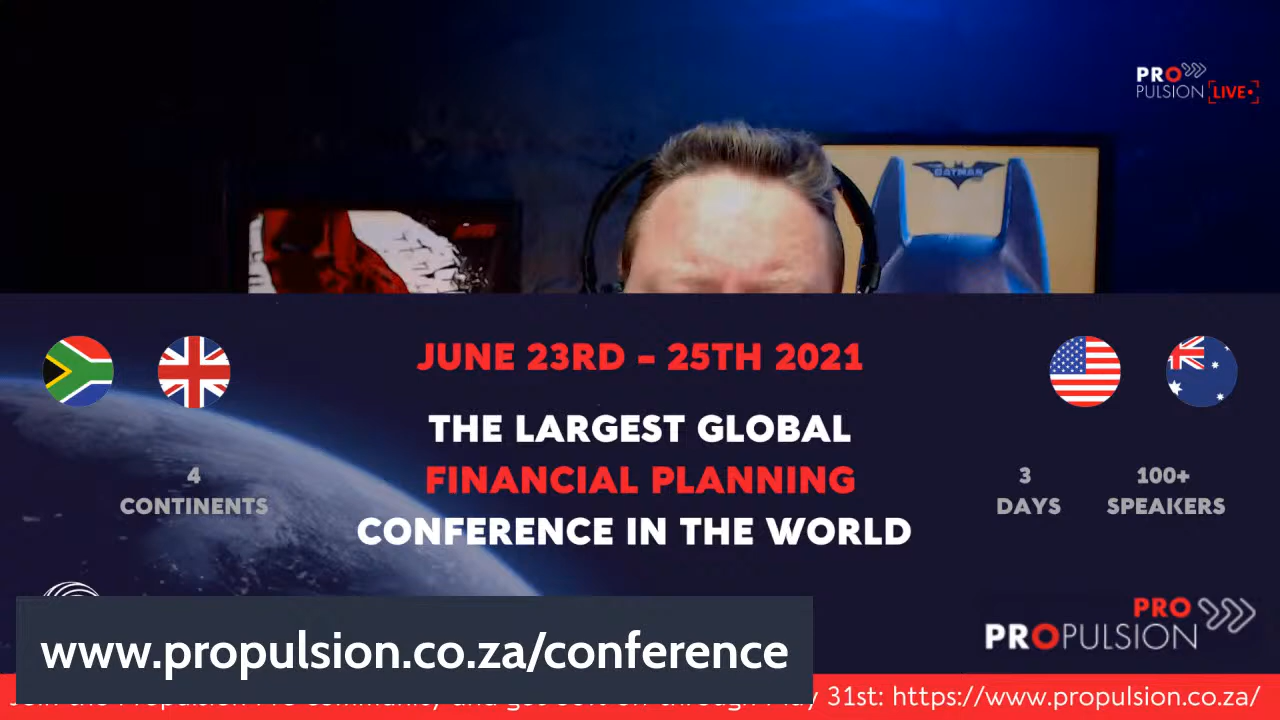 PRO
PULSION LIVE
BATMAN
JUNE 23RD - 25TH 2021
THE LARGEST GLOBAL
FINANCIAL PLANNING
CONFERENCE IN THE WORLD
4
CONTINENTS
3
DAYS
100+
SPEAKERS
PRO
PROPULSION
www.propulsion.co.za/conference
31st: https://www.propulsion.co.za/